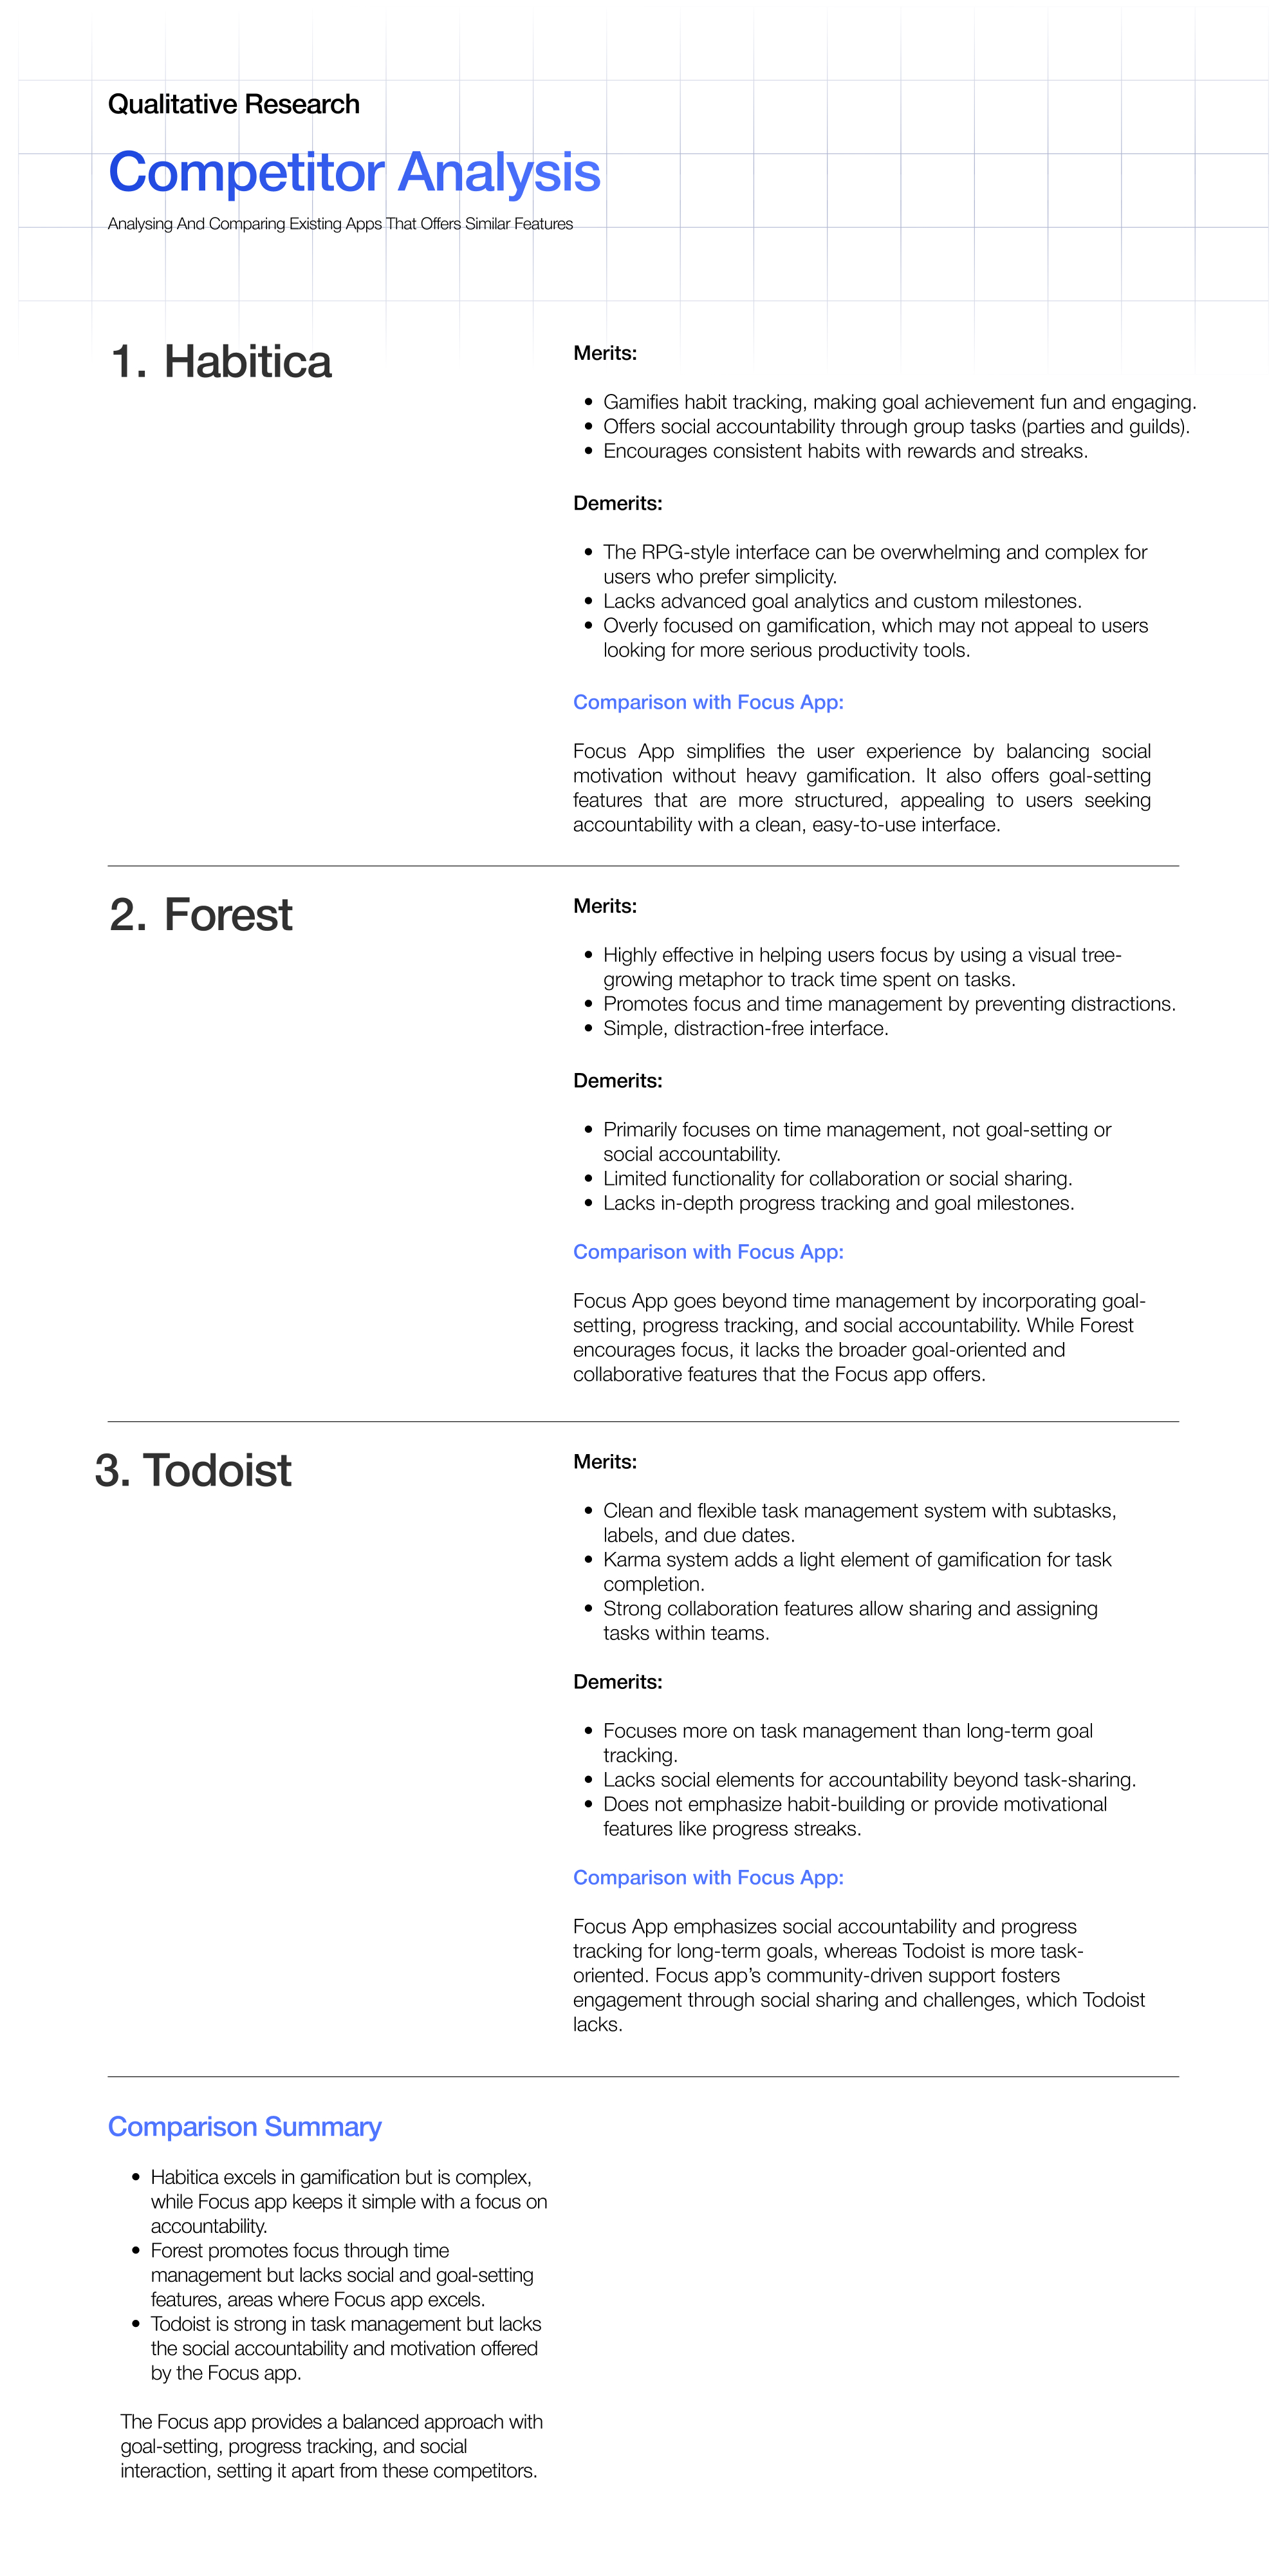 Qualitative Research
Competitor Analysis
Analysing And Comparing Existing Apps That Offers Similar Features
1. Habitica
Merits:
• Gamifies habit tracking, making goal achievement fun and engaging.
• Offers social accountability through group tasks (parties and guilds).
• Encourages consistent habits with rewards and streaks.
Demerits:
• The RPG-style interface can be overwhelming and complex for
users who prefer simplicity.
• Lacks advanced goal analytics and custom milestones.
• Overly focused on gamification, which may not appeal to users
looking for more serious productivity tools.
Comparison with Focus App:
Focus App simplifies the user experience by balancing social
motivation without heavy gamification. It also offers goal-setting
features that are more structured, appealing to users seeking
accountability with a clean, easy-to-use interface.
2. Forest
Merits:
• Highly effective in helping users focus by using a visual tree-
growing metaphor to track time spent on tasks.
• Promotes focus and time management by preventing distractions.
• Simple, distraction-free interface.
Demerits:
• Primarily focuses on time management, not goal-setting or
social accountability.
• Limited functionality for collaboration or social sharing.
• Lacks in-depth progress tracking and goal milestones.
Comparison with Focus App:
Focus App goes beyond time management by incorporating goal-
setting, progress tracking, and social accountability. While Forest
encourages focus, it lacks the broader goal-oriented and
collaborative features that the Focus app offers.
3. Todoist
Merits:
• Clean and flexible task management system with subtasks,
labels, and due dates.
• Karma system adds a light element of gamification for task
completion.
• Strong collaboration features allow sharing and assigning
tasks within teams.
Demerits:
• Focuses more on task management than long-term goal
tracking.
• Lacks social elements for accountability beyond task-sharing.
• Does not emphasize habit-building or provide motivational
features like progress streaks.
Comparison with Focus App:
Focus App emphasizes social accountability and progress
tracking for long-term goals, whereas Todoist is more task-
oriented. Focus app’s community-driven support fosters
engagement through social sharing and challenges, which Todoist
lacks.
Comparison Summary
• Habitica excels in gamification but is complex,
while Focus app keeps it simple with a focus on
accountability.
• Forest promotes focus through time
management but lacks social and goal-setting
features, areas where Focus app excels.
• Todoist is strong in task management but lacks
the social accountability and motivation offered
by the Focus app.
The Focus app provides a balanced approach with
goal-setting, progress tracking, and social
interaction, setting it apart from these competitors.